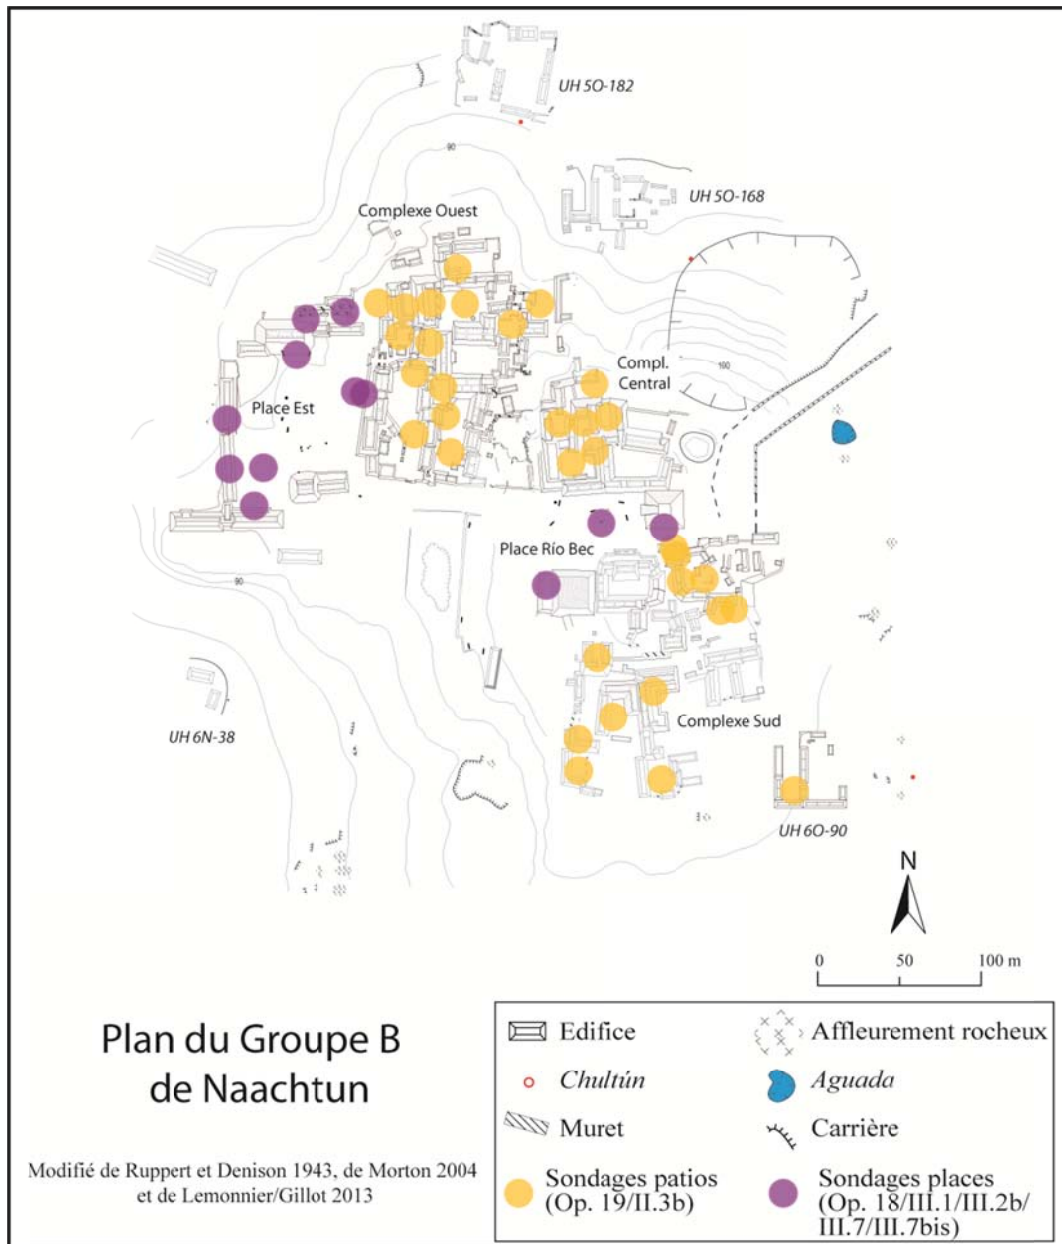 UH 5O-182
90
UH 5O-168
Complexe Ouest
Compl.
Central
100
Place Est
Place Río Bec
90
UH 6N-38
Complexe Sud
UH 6O-90
N
0 50 100 m
Plan du Groupe B
de Naachtun
Modifié de Ruppert et Denison 1943, de Morton 2004
et de Lemonnier/Gillot 2013
Edifice
Chultún
Muret
Sondages patios
(Op. 19/II.3b)
Affleurement rocheux
Aguada
Carrière
Sondages places
(Op. 18/III.1/III.2b/
III.7/III.7bis)